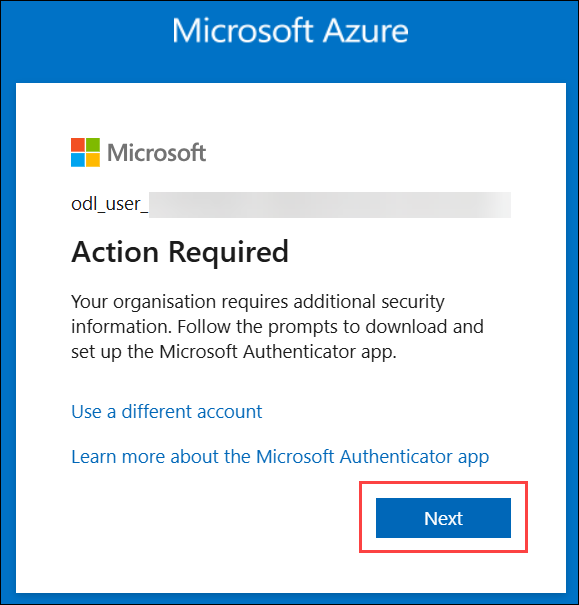 Microsoft Azure
Microsoft
odl_user_
Action Required
Your organisation requires additional security
information. Follow the prompts to download and
set up the Microsoft Authenticator app.
Use a different account
Learn more about the Microsoft Authenticator app
Next